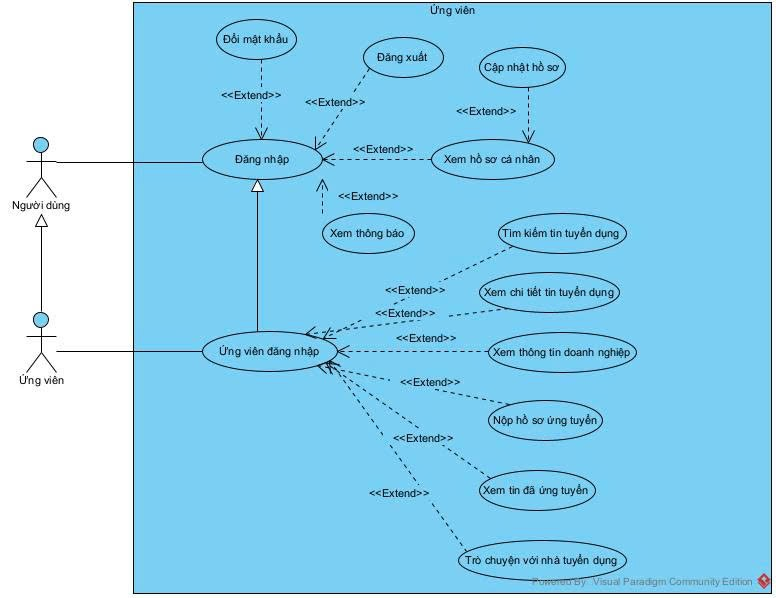 Ứng viên
Đổi mật khẩu
Đăng xuất
Cập nhật hồ sơ
<<Extend>>
<<Extend>>
<<Extend>>
Đăng nhập
<<Extend>>
Xem hồ sơ cá nhân
Người dùng
<<Extend>>
Xem thông báo
Tìm kiếm tin tuyển dụng
<<Extend>>
Xem chi tiết tin tuyển dụng
<<Extend>>
<<Extend>>
Ứng viên đăng nhập
Xem thông tin doanh nghiệp
Ứng viên
<<Extend>>
Nộp hồ sơ ứng tuyển
<<Extend>>
Xem tin đã ứng tuyển
<<Extend>>
Trò chuyện với nhà tuyển dụng
Powered By Visual Paradigm Community Edition